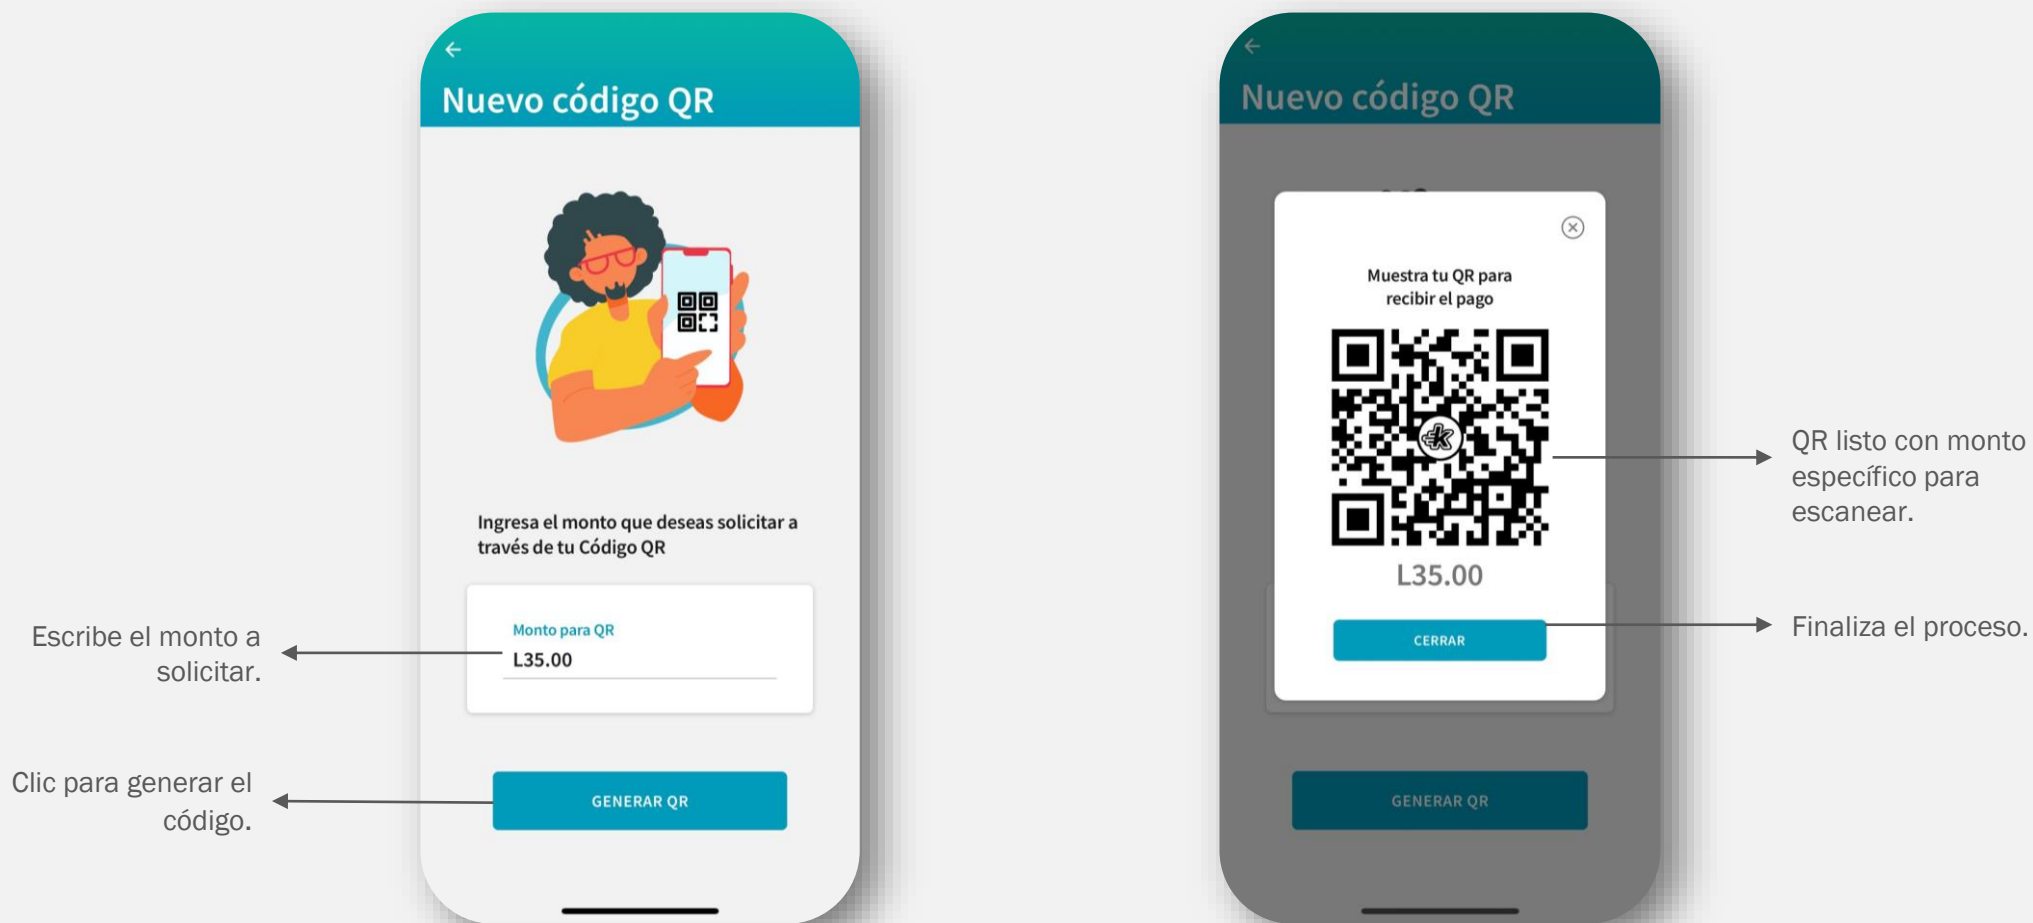 Nuevo código QR
Ingresa el monto que deseas solicitar a
través de tu Código QR
Escribe el monto a
solicitar.
Monto para QR
L35.00
Clic para generar el
código.
GENERAR QR
Nuevo código QR
Muestra tu QR para
recibir el pago
k
L35.00
CERRAR
GENERAR QR
QR listo con monto
específico para
escanear.
Finaliza el proceso.